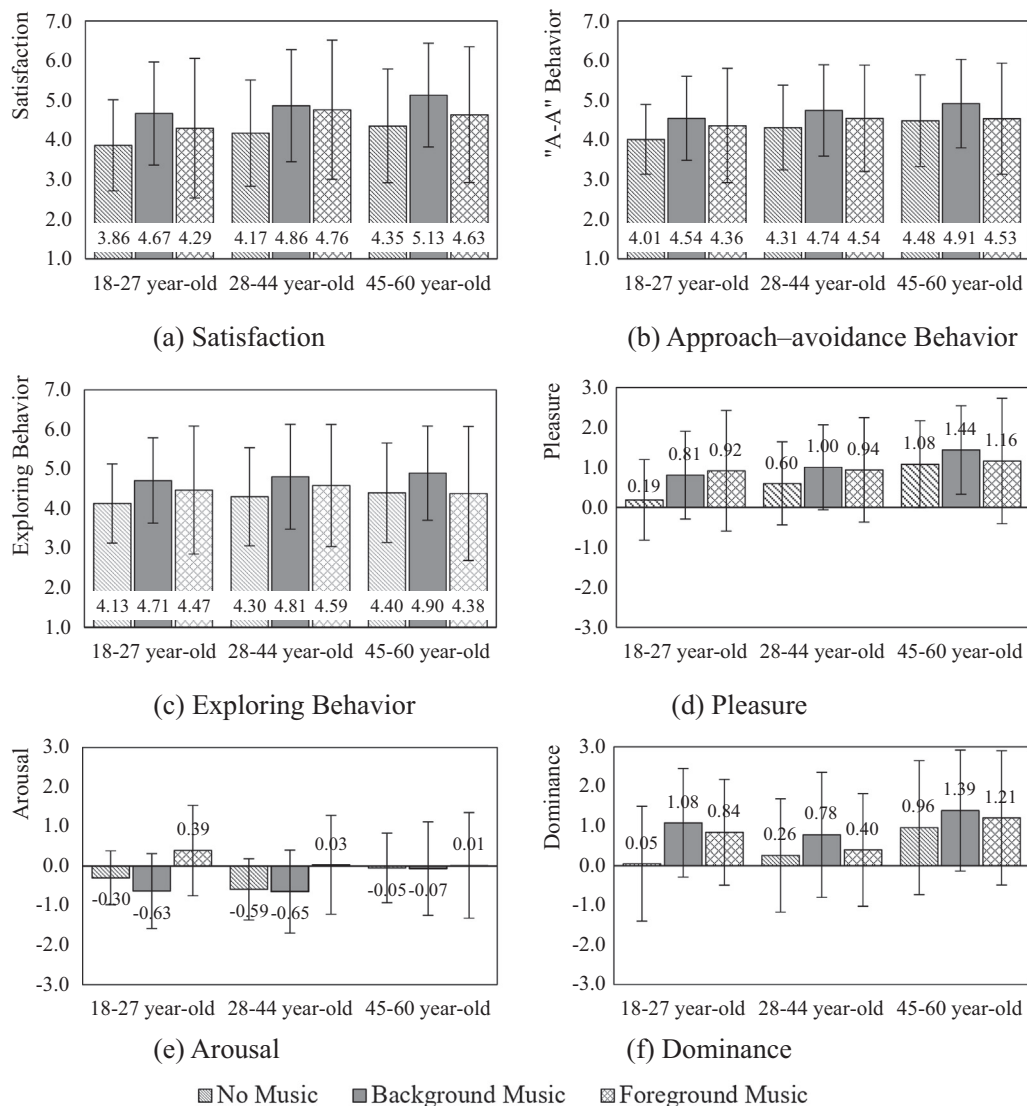 7.0
6.0
5.0
4.0
3.0
2.0
1.0
Satisfaction
3.86 4.67 4.29 4.17 4.86 4.76 4.35 5.13 4.63
18-27 year-old 28-44 year-old 45-60 year-old
(a) Satisfaction
7.0
6.0
5.0
4.0
3.0
2.0
1.0
"A-A" Behavior
4.01 4.54 4.36 4.31 4.74 4.54 4.48 4.91 4.53
18-27 year-old 28-44 year-old 45-60 year-old
(b) Approach–avoidance Behavior
7.0
6.0
5.0
4.0
3.0
2.0
1.0
Exploring Behavior
4.13 4.71 4.47 4.30 4.81 4.59 4.40 4.90 4.38
18-27 year-old 28-44 year-old 45-60 year-old
(c) Exploring Behavior
3.0
2.0
1.0
0.0
-1.0
-2.0
-3.0
Pleasure
0.19 0.81 0.92 0.60 1.00 0.94 1.08 1.44 1.16
18-27 year-old 28-44 year-old 45-60 year-old
(d) Pleasure
3.0
2.0
1.0
0.0
-1.0
-2.0
-3.0
Arousal
-0.30 -0.63 0.39 -0.59 -0.65 0.03 -0.05 -0.07 0.01
18-27 year-old 28-44 year-old 45-60 year-old
(e) Arousal
3.0
2.0
1.0
0.0
-1.0
-2.0
-3.0
Dominance
0.05 1.08 0.84 0.26 0.78 0.40 0.96 1.39 1.21
18-27 year-old 28-44 year-old 45-60 year-old
(f) Dominance
No Music Background Music Foreground Music